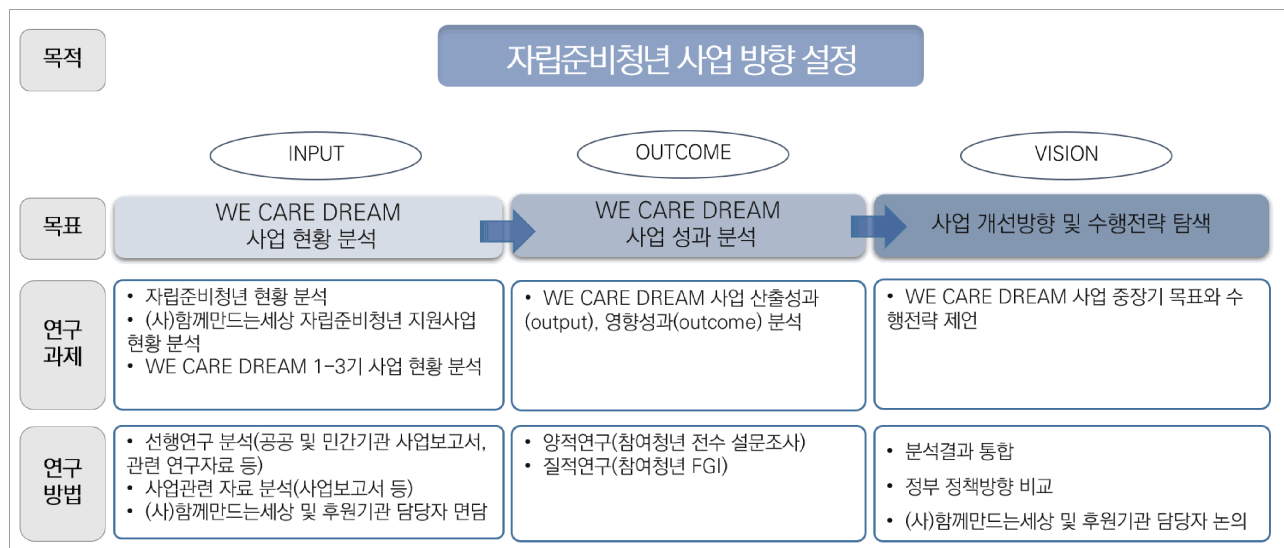 목적
자립준비청년 사업 방향 설정
INPUT
OUTCOME
VISION
목표
WE CARE DREAM
사업 현황 분석
WE CARE DREAM
사업 성과 분석
사업 개선방향 및 수행전략 탐색
연구
과제
• 자립준비청년 현황 분석
• (사)함께만드는세상 자립준비청년 지원사업
현황 분석
• WE CARE DREAM 1-3기 사업 현황 분석
• WE CARE DREAM 사업 산출성과
(output), 영향성과(outcome) 분석
• WE CARE DREAM 사업 중장기 목표와 수
행전략 제언
연구
방법
• 선행연구 분석(공공 및 민간기관 사업보고서,
관련 연구자료 등)
• 사업관련 자료 분석(사업보고서 등)
• (사)함께만드는세상 및 후원기관 담당자 면담
• 양적연구(참여청년 전수 설문조사)
• 질적연구(참여청년 FGI)
• 분석결과 통합
• 정부 정책방향 비교
• (사)함께만드는세상 및 후원기관 담당자 논의